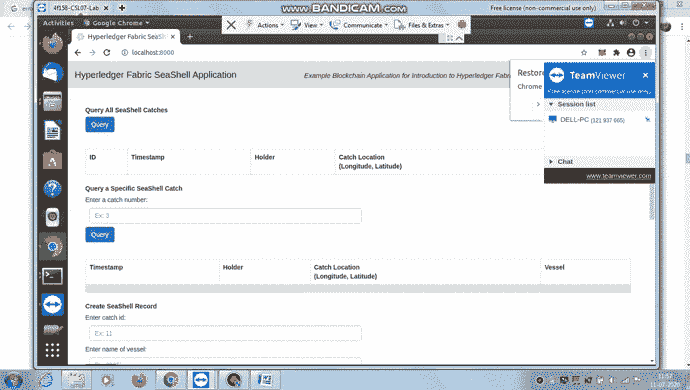 www.BANDICAM.com
Activities
Google Chrome
4f158-CSL07-Lab
Actions
View
Communicate
Files & Extras
Free license (non-commercial use only)
Hyperledger Fabric SeaSh
localhost:8000
Hyperledger Fabric SeaShell Application
Example Blockchain Application for Introduction to Hyperledger Fabric
Restore
Chrome
TeamViewer
Free license (non-commercial use only)
Session list
DELL-PC (121 937 665)
Chat
www.teamviewer.com
Query All SeaShell Catches
Query
ID
Timestamp
Holder
Catch Location
(Longitude, Latitude)
Query a Specific SeaShell Catch
Enter a catch number:
Ex: 3
Query
Timestamp
Holder
Catch Location
(Longitude, Latitude)
Vessel
Create SeaShell Record
Enter catch id:
Ex: 11
Enter name of vessel: